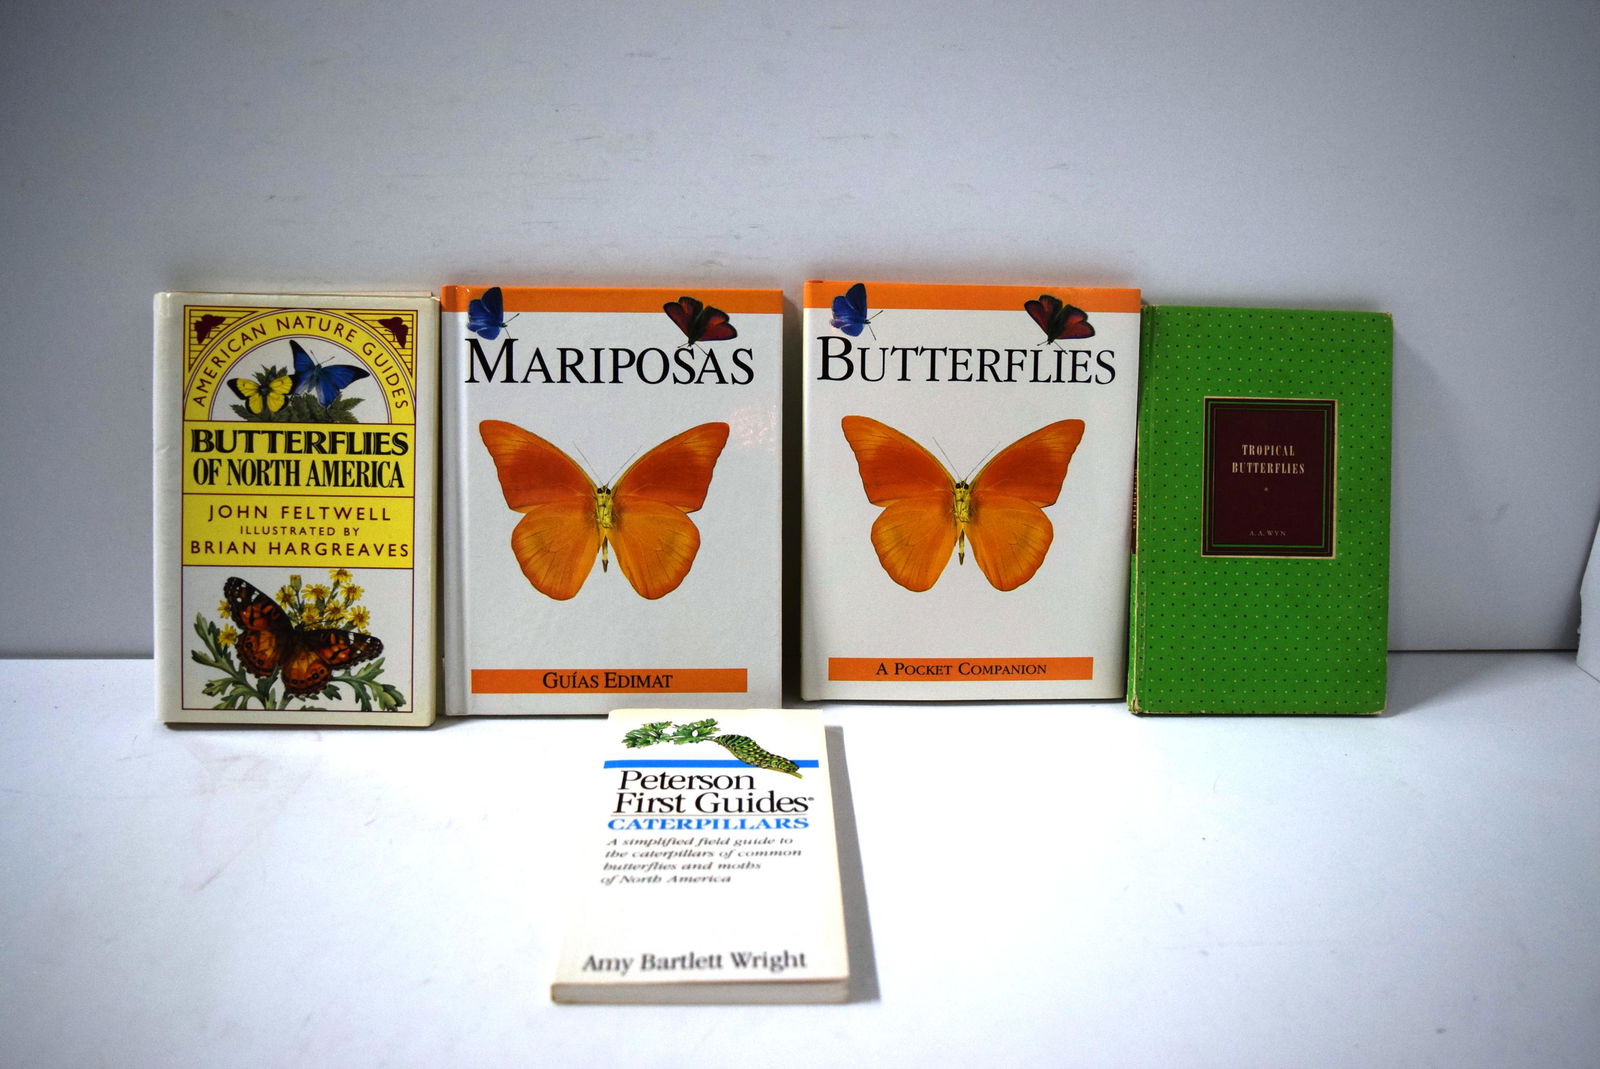 AMERICAN NATURE GUIDES
BUTTERFLIES
OF NORTH AMERICA
JOHN FELTWELL
ILLUSTRATED BY
BRIAN HARGREAVES
MARIPOSAS
GUÍAS EDIMAT
BUTTERFLIES
A POCKET COMPANION
TROPICAL
BUTTERFLIES
A. A. WYN
Peterson
First Guides®
CATERPILLARS
A simplified field guide to
the caterpillars of common
butterflies and moths
of North America
Amy Bartlett Wright